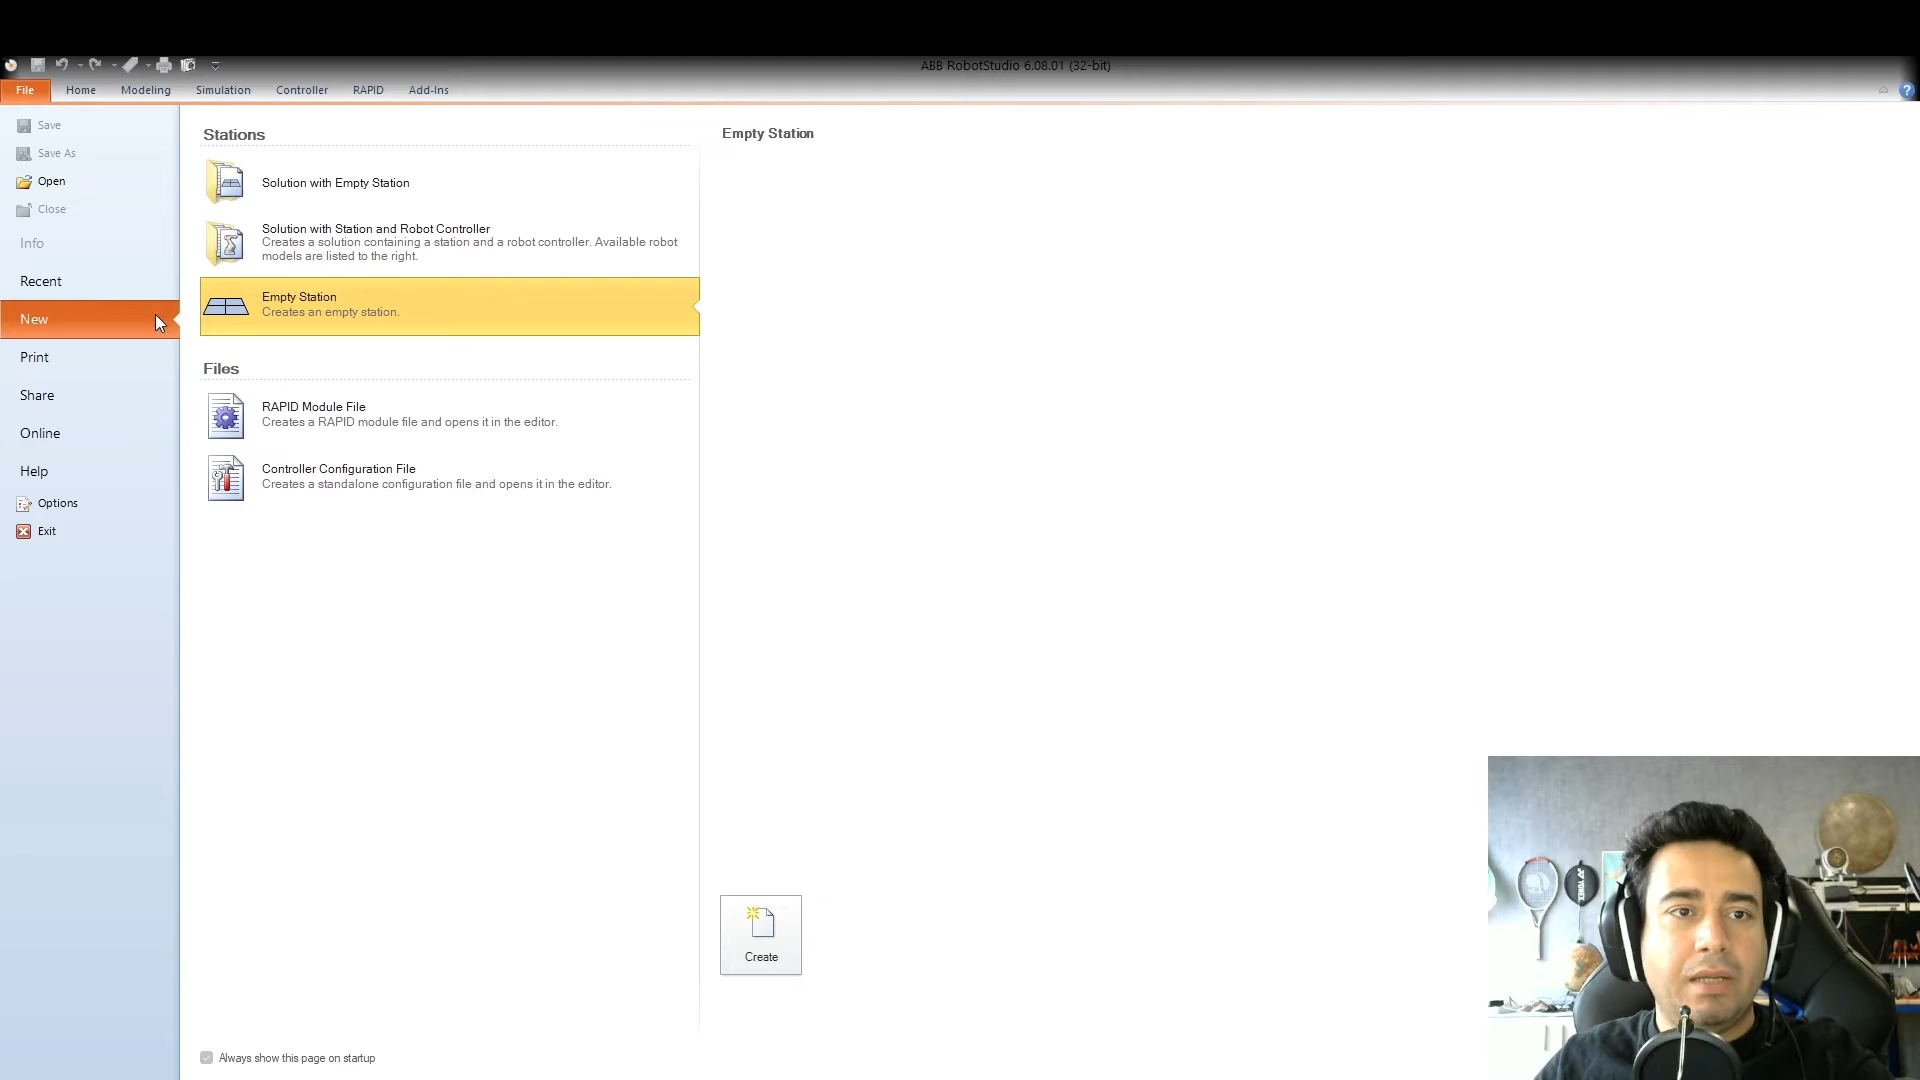 ABB RobotStudio 6.08.01 (32-bit)
File Home Modeling Simulation Controller RAPID Add-Ins
Save
Save As
Open
Close
Info
Recent
New
Print
Share
Online
Help
Options
Exit
Stations
Solution with Empty Station
Solution with Station and Robot Controller
Creates a solution containing a station and a robot controller. Available robot
models are listed to the right.
Empty Station
Creates an empty station.
Files
RAPID Module File
Creates a RAPID module file and opens it in the editor.
Controller Configuration File
Creates a standalone configuration file and opens it in the editor.
Always show this page on startup
Empty Station
Create
YONEX